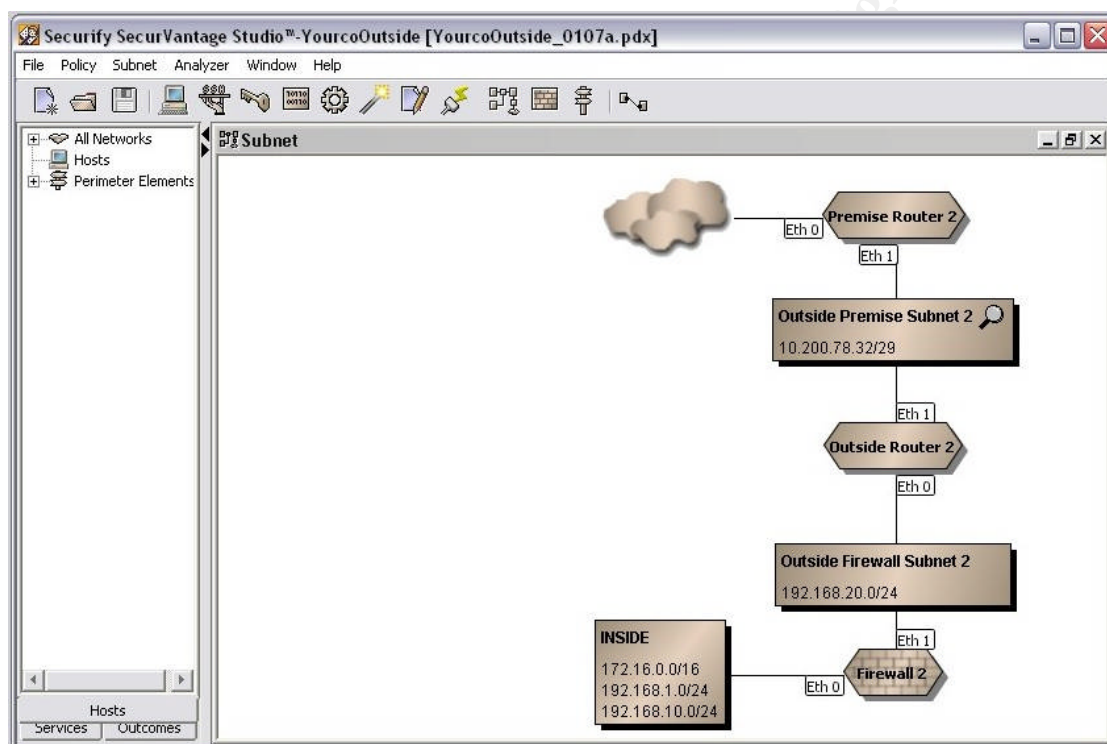 Securify SecurVantage Studio™-YourcoOutside [YourcoOutside_0107a.pdx]
File Policy Subnet Analyzer Window Help
All Networks
Hosts
Perimeter Elements
Subnet
Premise Router 2
Eth 0
Eth 1
Outside Premise Subnet 2
10.200.78.32/29
Eth 1
Outside Router 2
Eth 0
Outside Firewall Subnet 2
192.168.20.0/24
INSIDE
172.16.0.0/16
192.168.1.0/24
192.168.10.0/24
Eth 1
Firewall 2
Eth 0
Hosts
Services Outcomes